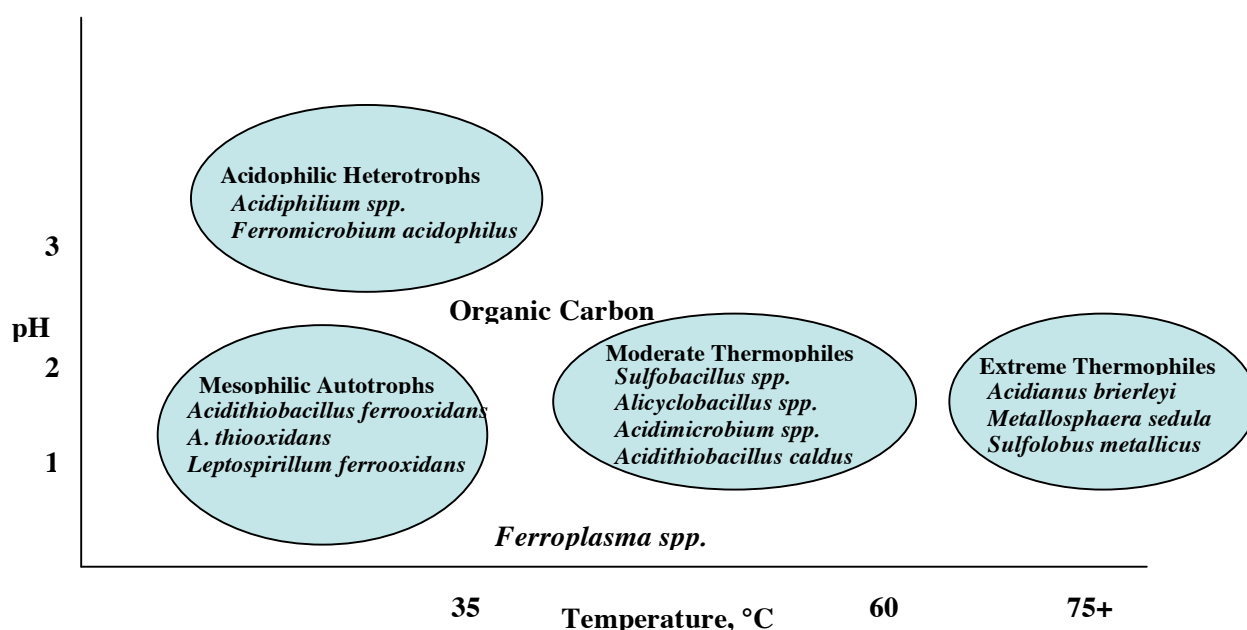 Acidophilic Heterotrophs
Acidiphilium spp.
Ferromicrobium acidophilus
3
Organic Carbon
pH
2
Mesophilic Autotrophs
Acidithiobacillus ferrooxidans
A. thiooxidans
Leptospirillum ferrooxidans
1
Moderate Thermophiles
Sulfobacillus spp.
Alicyclobacillus spp.
Acidimicrobium spp.
Acidithiobacillus caldus
Extreme Thermophiles
Acidianus brierleyi
Metallosphaera sedula
Sulfolobus metallicus
Ferroplasma spp.
35
Temperature, °C
60
75+